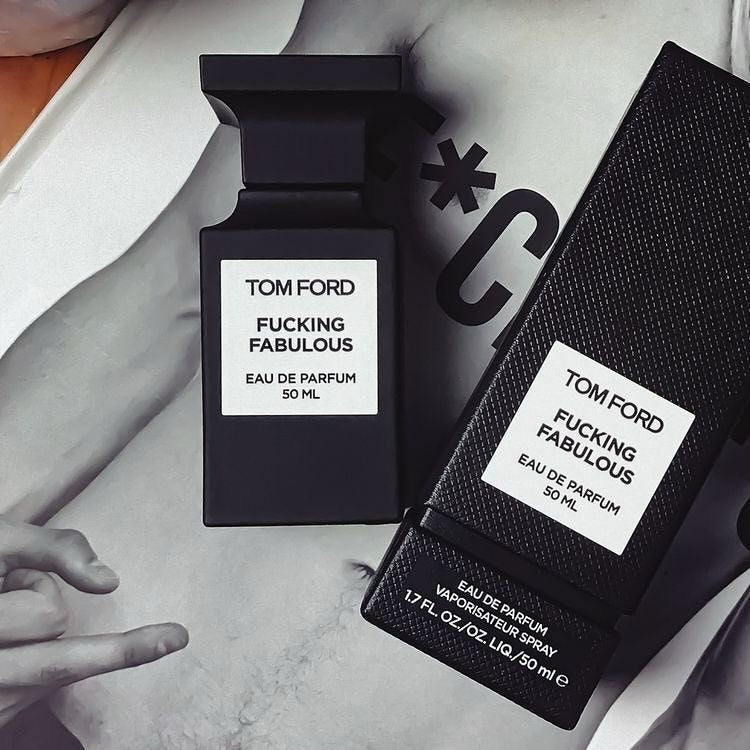 TOM FORD
FUCKING
FABULOUS
EAU DE PARFUM
50 ML
*C
TOM FORD
FUCKING
FABULOUS
EAU DE PARFUM
50 ML
EAU DE PARFUM
VAPORISATEUR SPRAY
1.7 FL. OZ./OZ. LIQ./50 ml ℮